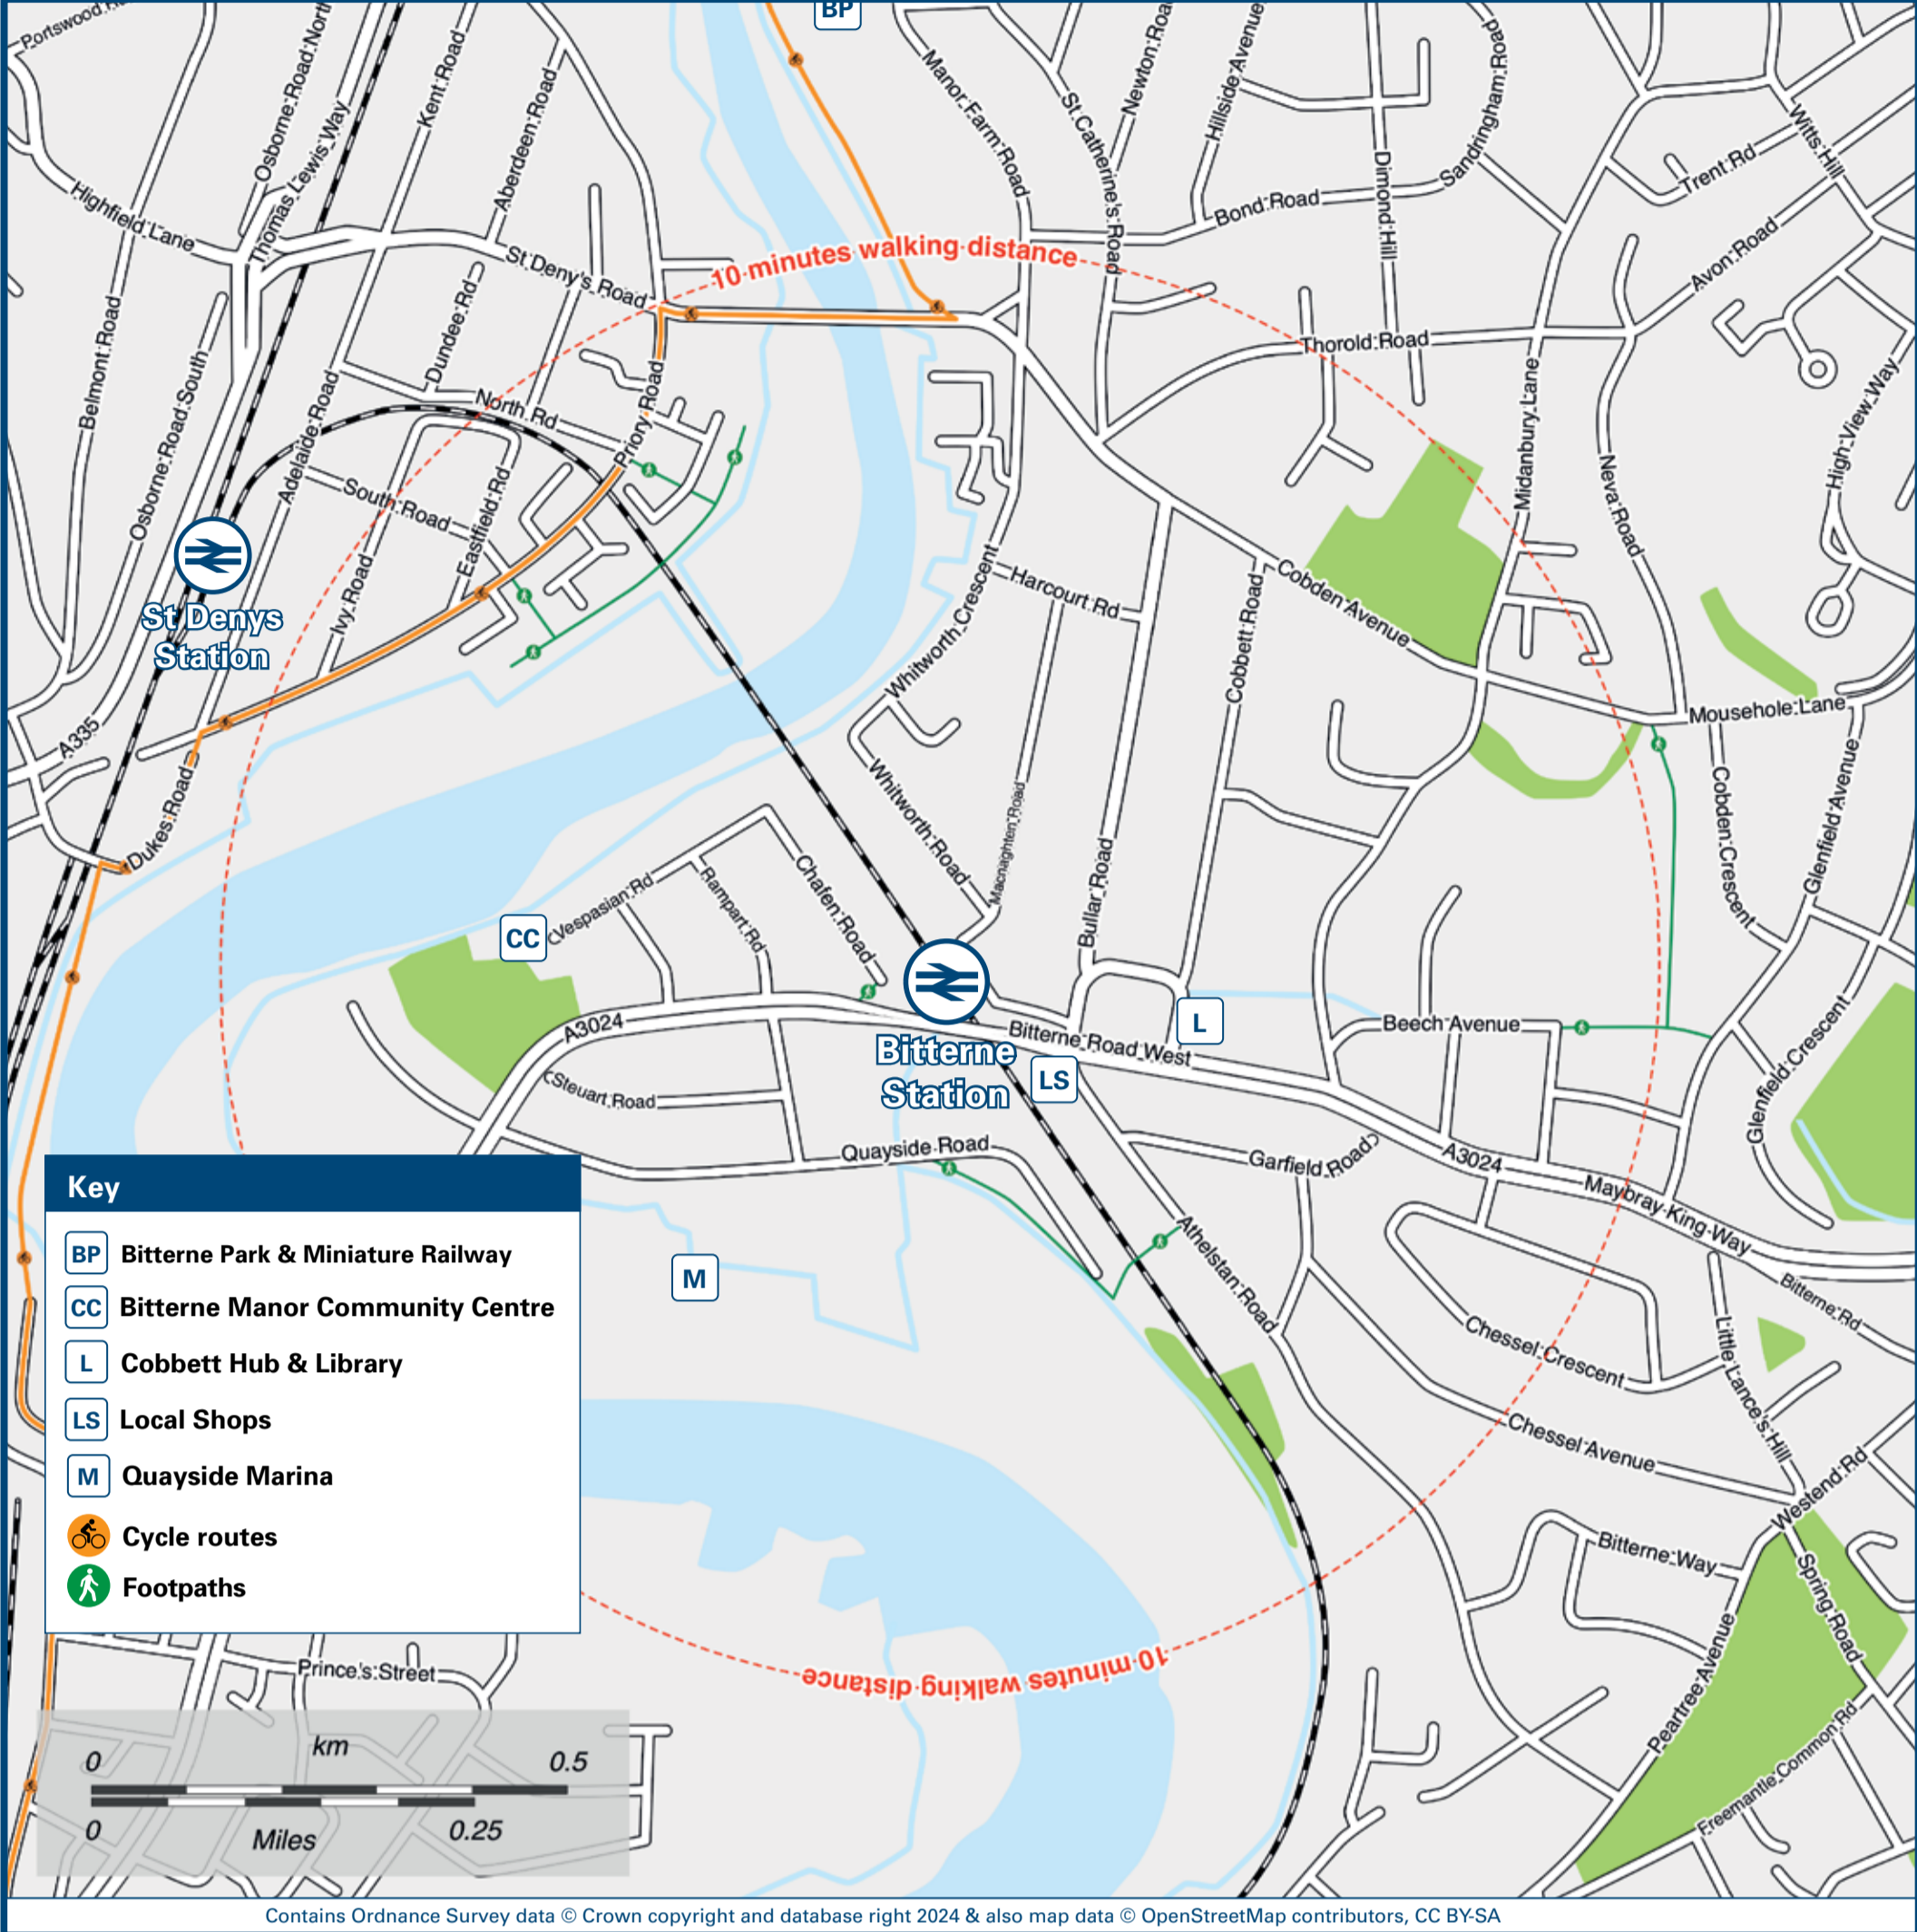 Portswood
BP
Osborne Road North
Thomas Lewis Way
Kent Road
Aberdeen Road
Manor Farm Road
St Catherine's Road
Newton Road
Hillside Avenue
Dimond Hill
Sandringham Road
Bond Road
Witts Hill
Trent Rd
Avon Road
Highfield Lane
St Deny's Road
10 minutes walking distance
Dundee Rd
Belmont Road
Osborne Road South
Adelaide Road
North Rd
Priory Road
South Road
Eastfield Rd
Ivy Road
Thorold Road
Midanbury Lane
Neva Road
High View Way
St Denys
Station
Harcourt Rd
Whitworth Crescent
Cobbett Road
Cobden Avenue
Mousehole Lane
A335
Dukes Road
Whitworth Road
Macnaghten Road
Bullar Road
Cobden Crescent
Glenfield Avenue
CC
Vespasian Rd
Rampart Rd
Chafen Road
A3024
Bitterne Road West
L
Beech Avenue
Bitterne
Station
LS
Steuart Road
Quayside Road
Garfield Road
A3024
Maybray King Way
Glenfield Crescent
M
Athelstan Road
Bitterne Rd
Chessel Crescent
Little Lance's Hill
Chessel Avenue
Westend Rd
Bitterne Way
Spring Road
Peartree Avenue
Freemantle Common Rd
10 minutes walking distance
Key
BP Bitterne Park & Miniature Railway
CC Bitterne Manor Community Centre
L Cobbett Hub & Library
LS Local Shops
M Quayside Marina
Cycle routes
Footpaths
Prince's Street
km
0 0.5
0 0.25
Miles
Contains Ordnance Survey data © Crown copyright and database right 2024 & also map data © OpenStreetMap contributors, CC BY-SA